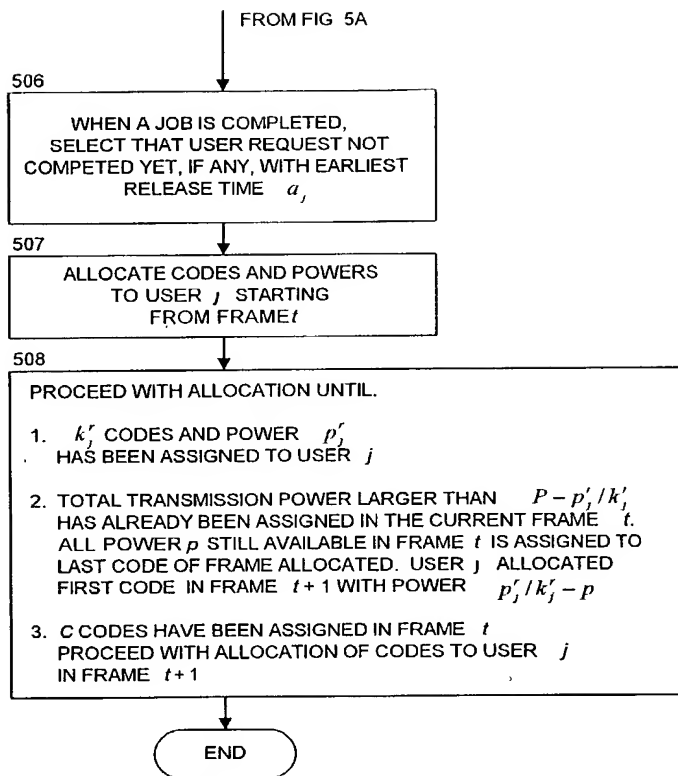 FROM FIG 5A
506
WHEN A JOB IS COMPLETED,
SELECT THAT USER REQUEST NOT
COMPETED YET, IF ANY, WITH EARLIEST
RELEASE TIME a_j
507
ALLOCATE CODES AND POWERS
TO USER j STARTING
FROM FRAME t
508
PROCEED WITH ALLOCATION UNTIL.
1. k_j^r CODES AND POWER p_j^r
HAS BEEN ASSIGNED TO USER j
2. TOTAL TRANSMISSION POWER LARGER THAN P – p_j^r / k_j^r
HAS ALREADY BEEN ASSIGNED IN THE CURRENT FRAME t.
ALL POWER p STILL AVAILABLE IN FRAME t IS ASSIGNED TO
LAST CODE OF FRAME ALLOCATED. USER j ALLOCATED
FIRST CODE IN FRAME t+1 WITH POWER p_j^r / k_j^r – p
3. C CODES HAVE BEEN ASSIGNED IN FRAME t
PROCEED WITH ALLOCATION OF CODES TO USER j
IN FRAME t+1
END